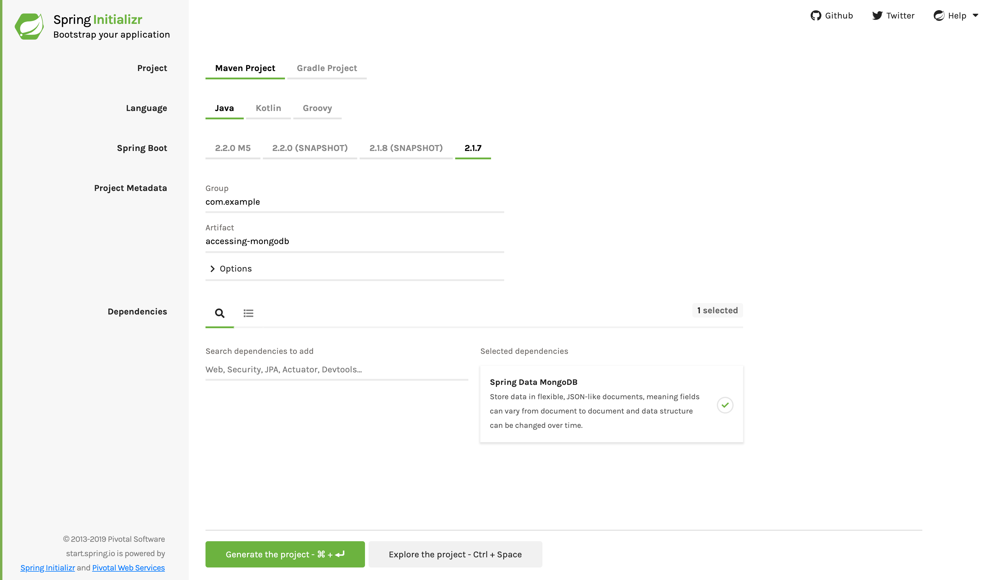 Spring Initializr
Bootstrap your application
Github
Twitter
Help
Project
Maven Project
Gradle Project
Language
Java
Kotlin
Groovy
Spring Boot
2.2.0 M5
2.2.0 (SNAPSHOT)
2.1.8 (SNAPSHOT)
2.1.7
Project Metadata
Group
com.example
Artifact
accessing-mongodb
Options
Dependencies
1 selected
Search dependencies to add
Web, Security, JPA, Actuator, Devtools...
Selected dependencies
Spring Data MongoDB
Store data in flexible, JSON-like documents, meaning fields
can vary from document to document and data structure
can be changed over time.
© 2013-2019 Pivotal Software
start.spring.io is powered by
Spring Initializr and Pivotal Web Services
Generate the project - ⌘ + ↵
Explore the project - Ctrl + Space